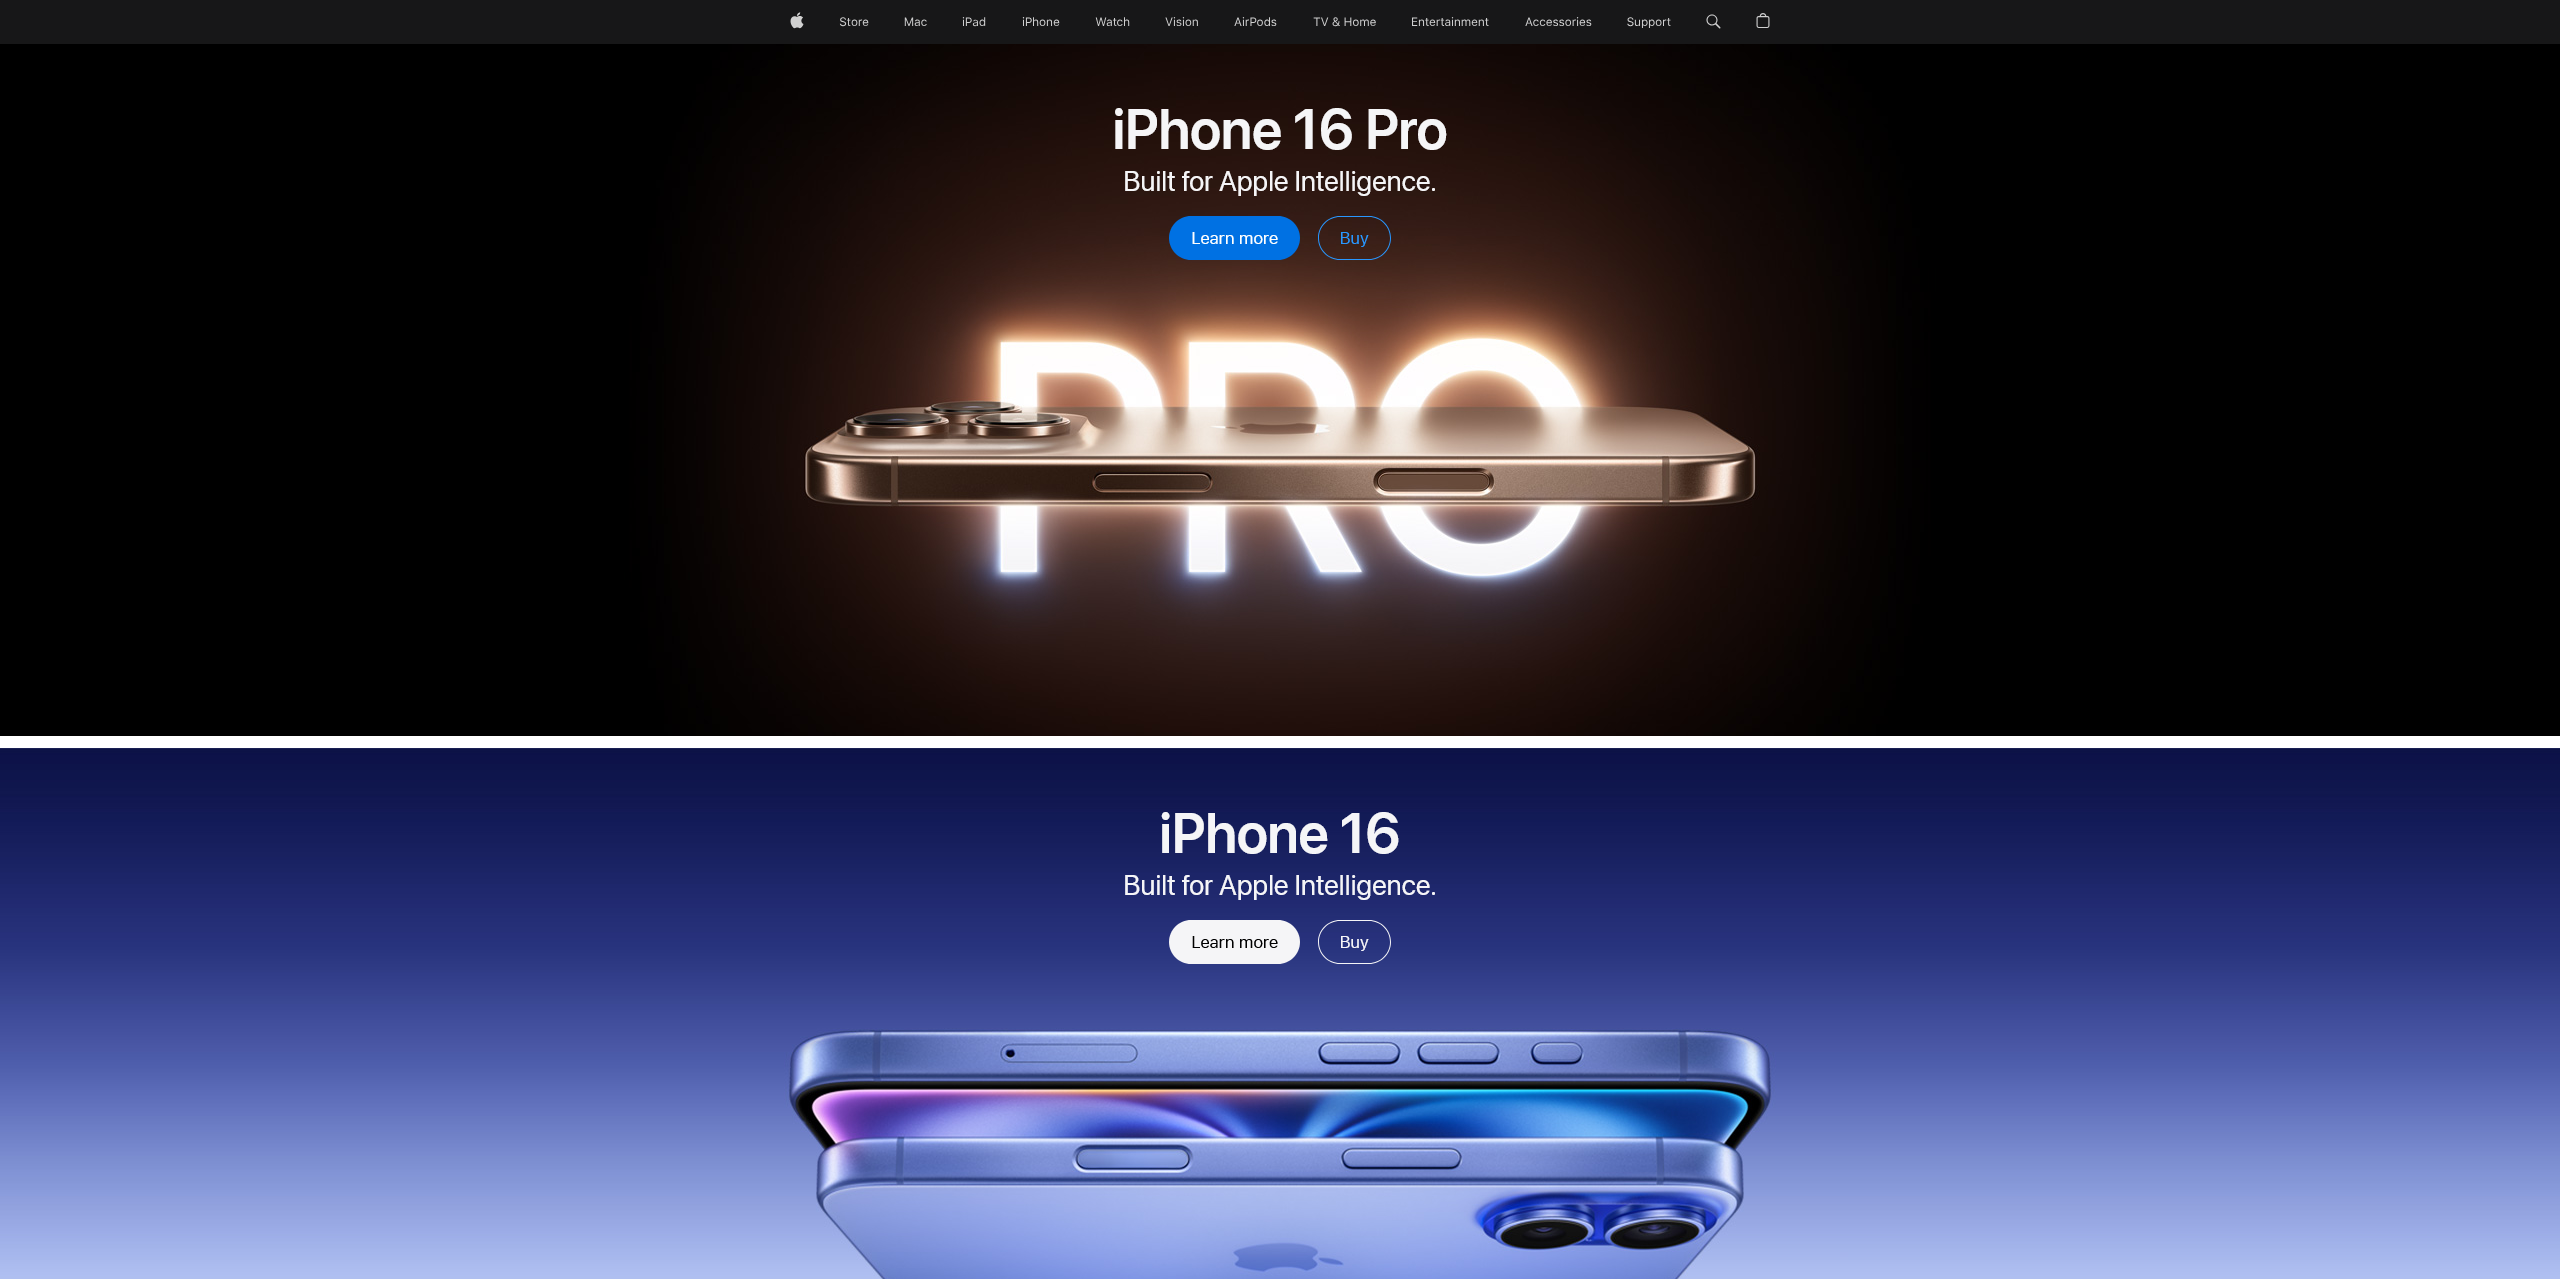 Store Mac iPad iPhone Watch Vision AirPods TV & Home Entertainment Accessories Support
iPhone 16 Pro
Built for Apple Intelligence.
Learn more Buy
PRO
iPhone 16
Built for Apple Intelligence.
Learn more Buy